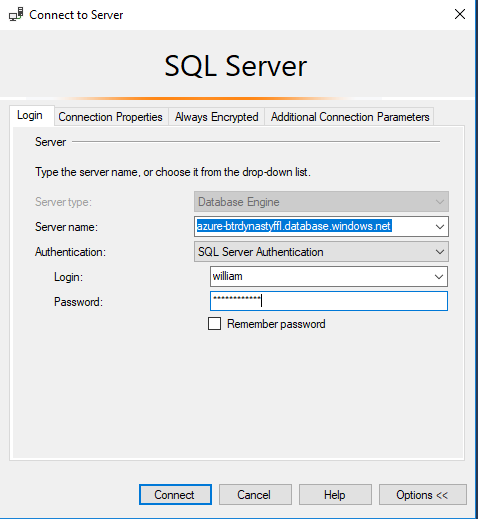 Connect to Server
SQL Server
Login Connection Properties Always Encrypted Additional Connection Parameters
Server
Type the server name, or choose it from the drop-down list.
Server type: Database Engine
Server name: azure-btrdynastyffl.database.windows.net
Authentication: SQL Server Authentication
Login: william
Password: ************
Remember password
Connect Cancel Help Options <<